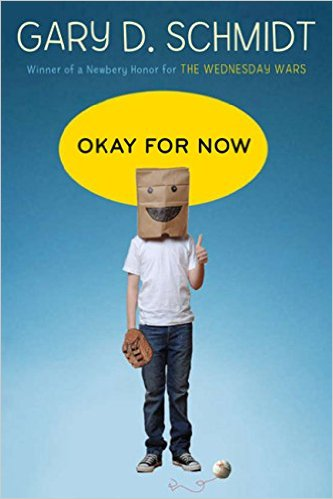 GARY D. SCHMIDT
Winner of a Newbery Honor for THE WEDNESDAY WARS
OKAY FOR NOW